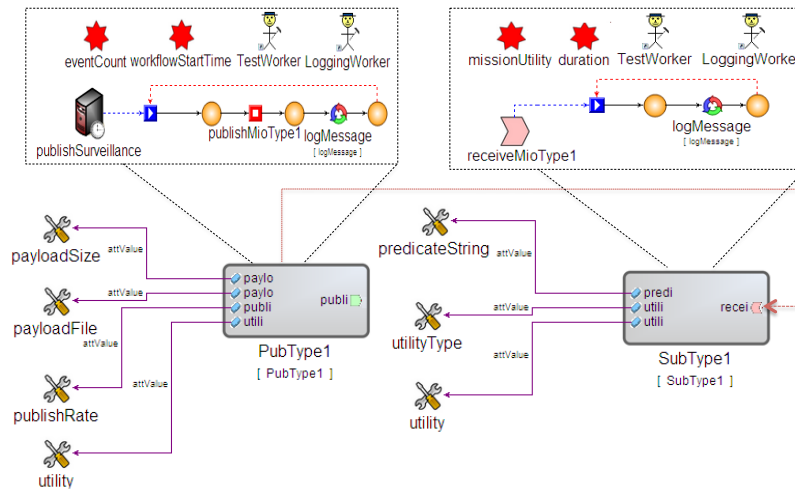 eventCount workflowStartTime TestWorker LoggingWorker
publishSurveillance
publishMioType1
logMessage
[ logMessage ]
missionUtility duration TestWorker LoggingWorker
receiveMioType1
logMessage
[ logMessage ]
payloadSize
attValue
payloadFile
attValue
publishRate
attValue
utility
attValue
paylo
paylo
publi
utili
publi
PubType1
[ PubType1 ]
predicateString
attValue
utilityType
attValue
utility
attValue
predi
utili
utili
recei
SubType1
[ SubType1 ]